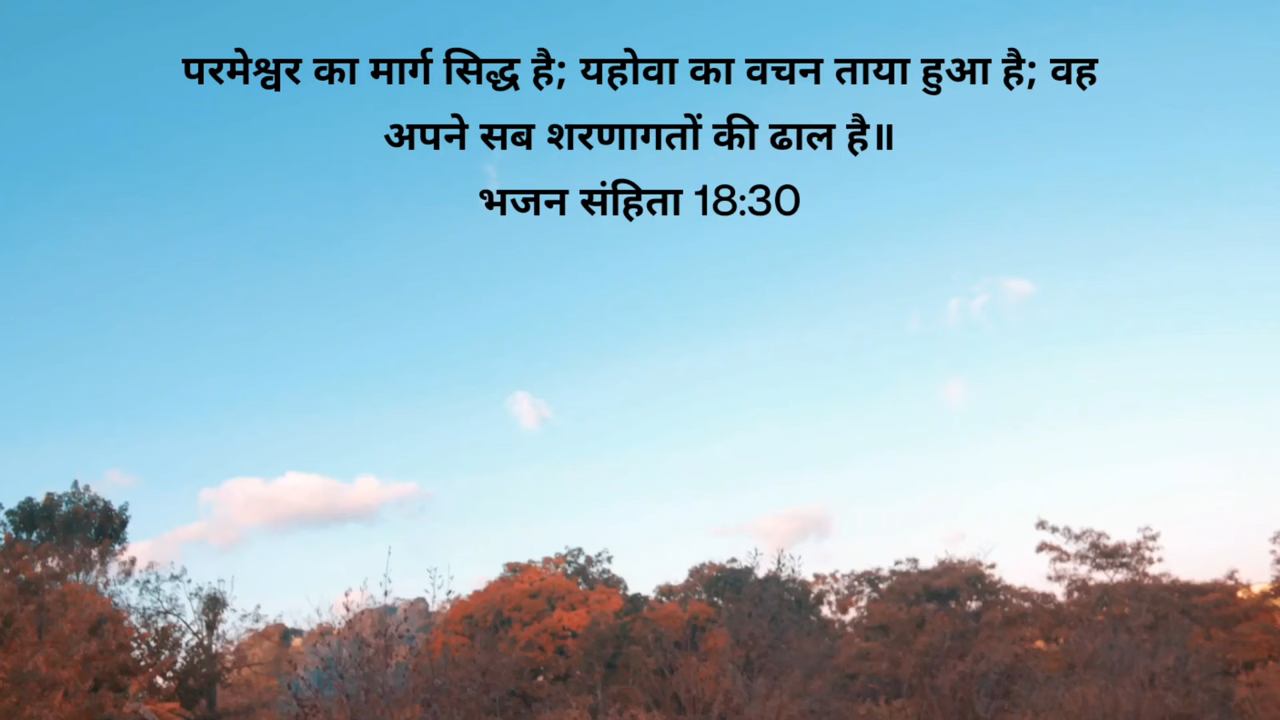 परमेश्वर का मार्ग सिद्ध है; यहोवा का वचन ताया हुआ है; वह
अपने सब शरणागतों की ढाल है॥
भजन संहिता 18:30